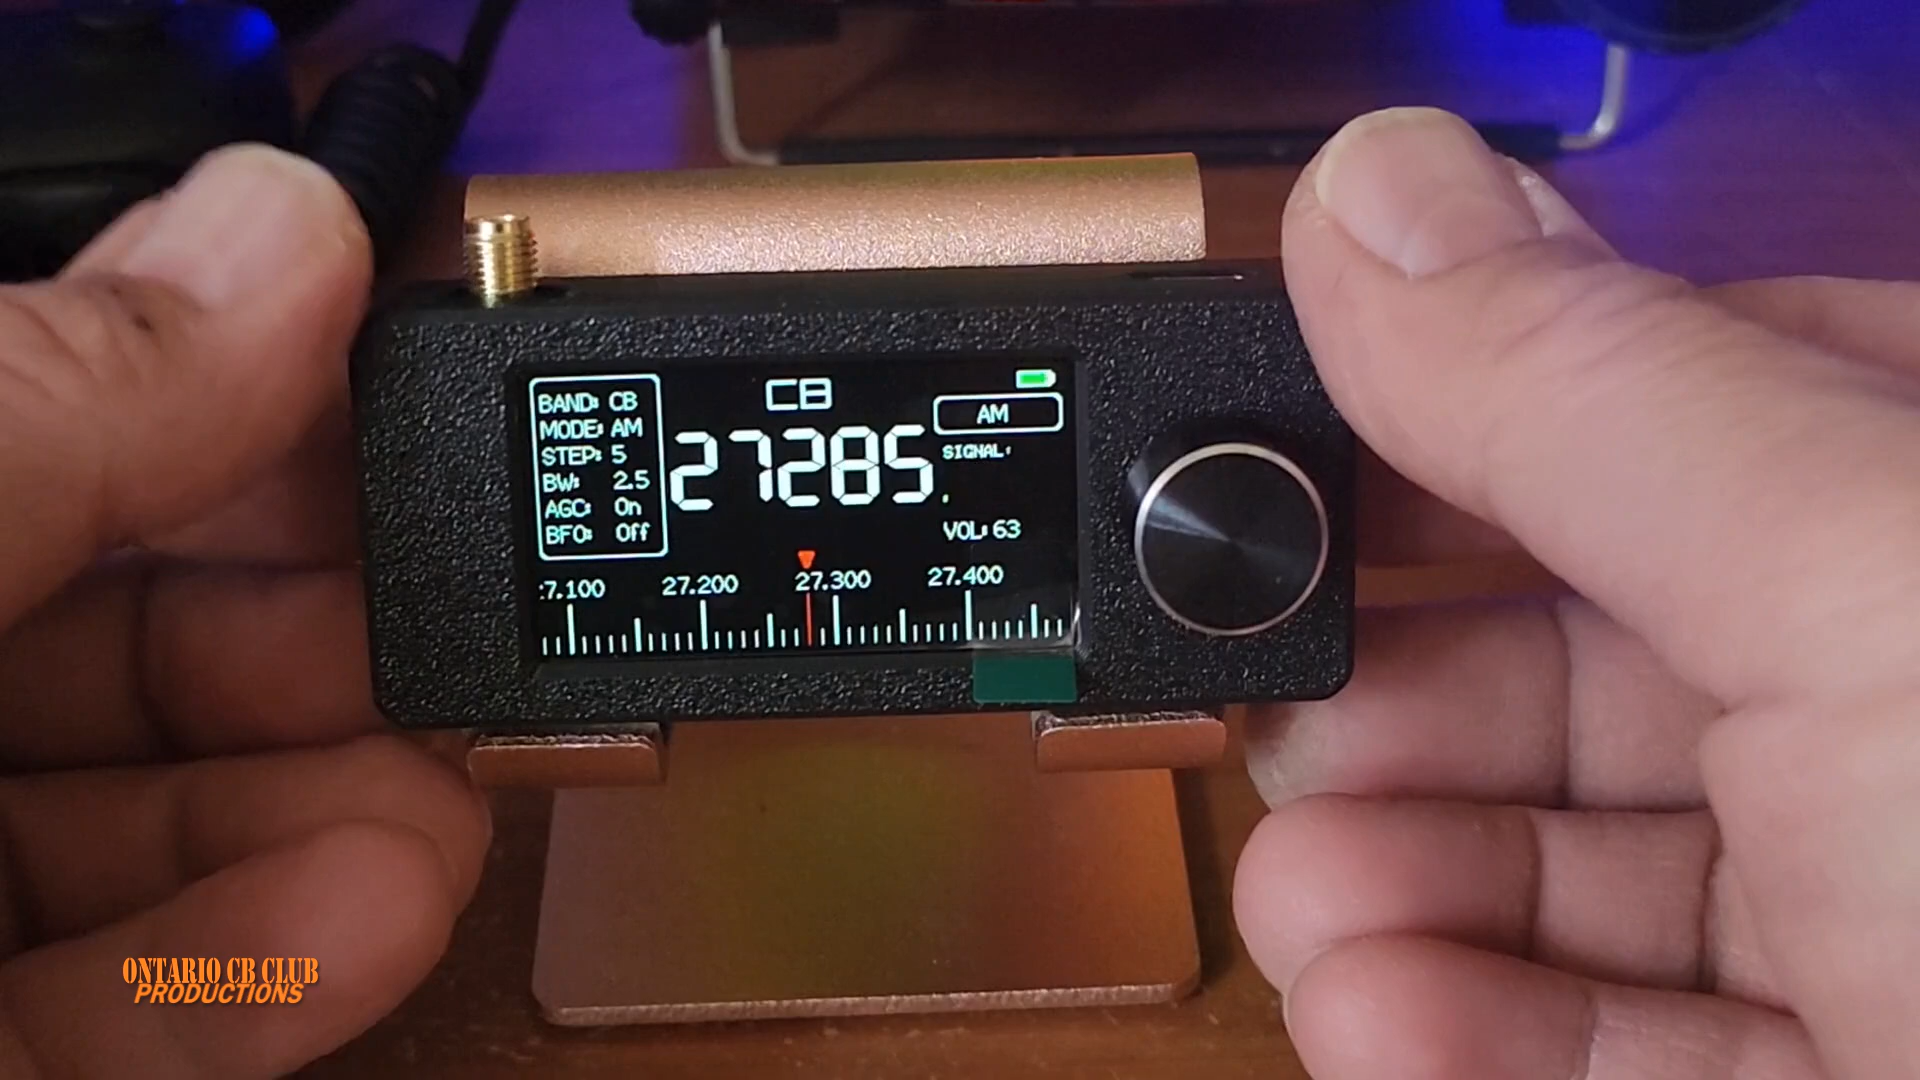 BAND: CB
MODE: AM
STEP: 5
BW: 2.5
AGC: On
BFO: Off
CB
27285
AM
SIGNAL:
VOL: 63
:7.100 27.200 27.300 27.400
ONTARIO CB CLUB
PRODUCTIONS